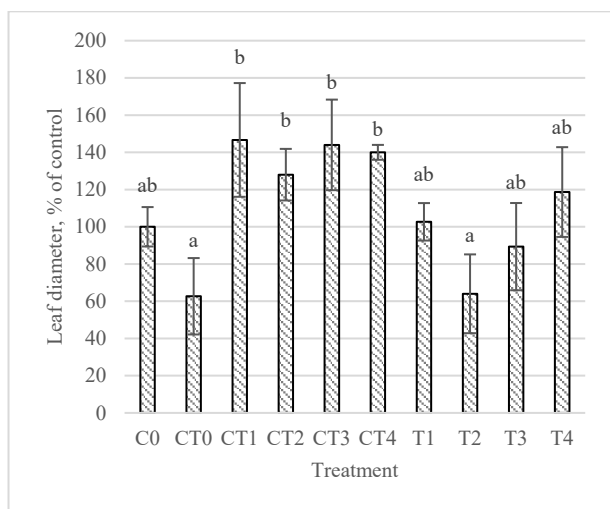 200
180
160
140
120
100
80
60
40
20
0
Leaf diameter, % of control
ab
a
b
b
b
b
ab
a
ab
ab
C0 CT0 CT1 CT2 CT3 CT4 T1 T2 T3 T4
Treatment